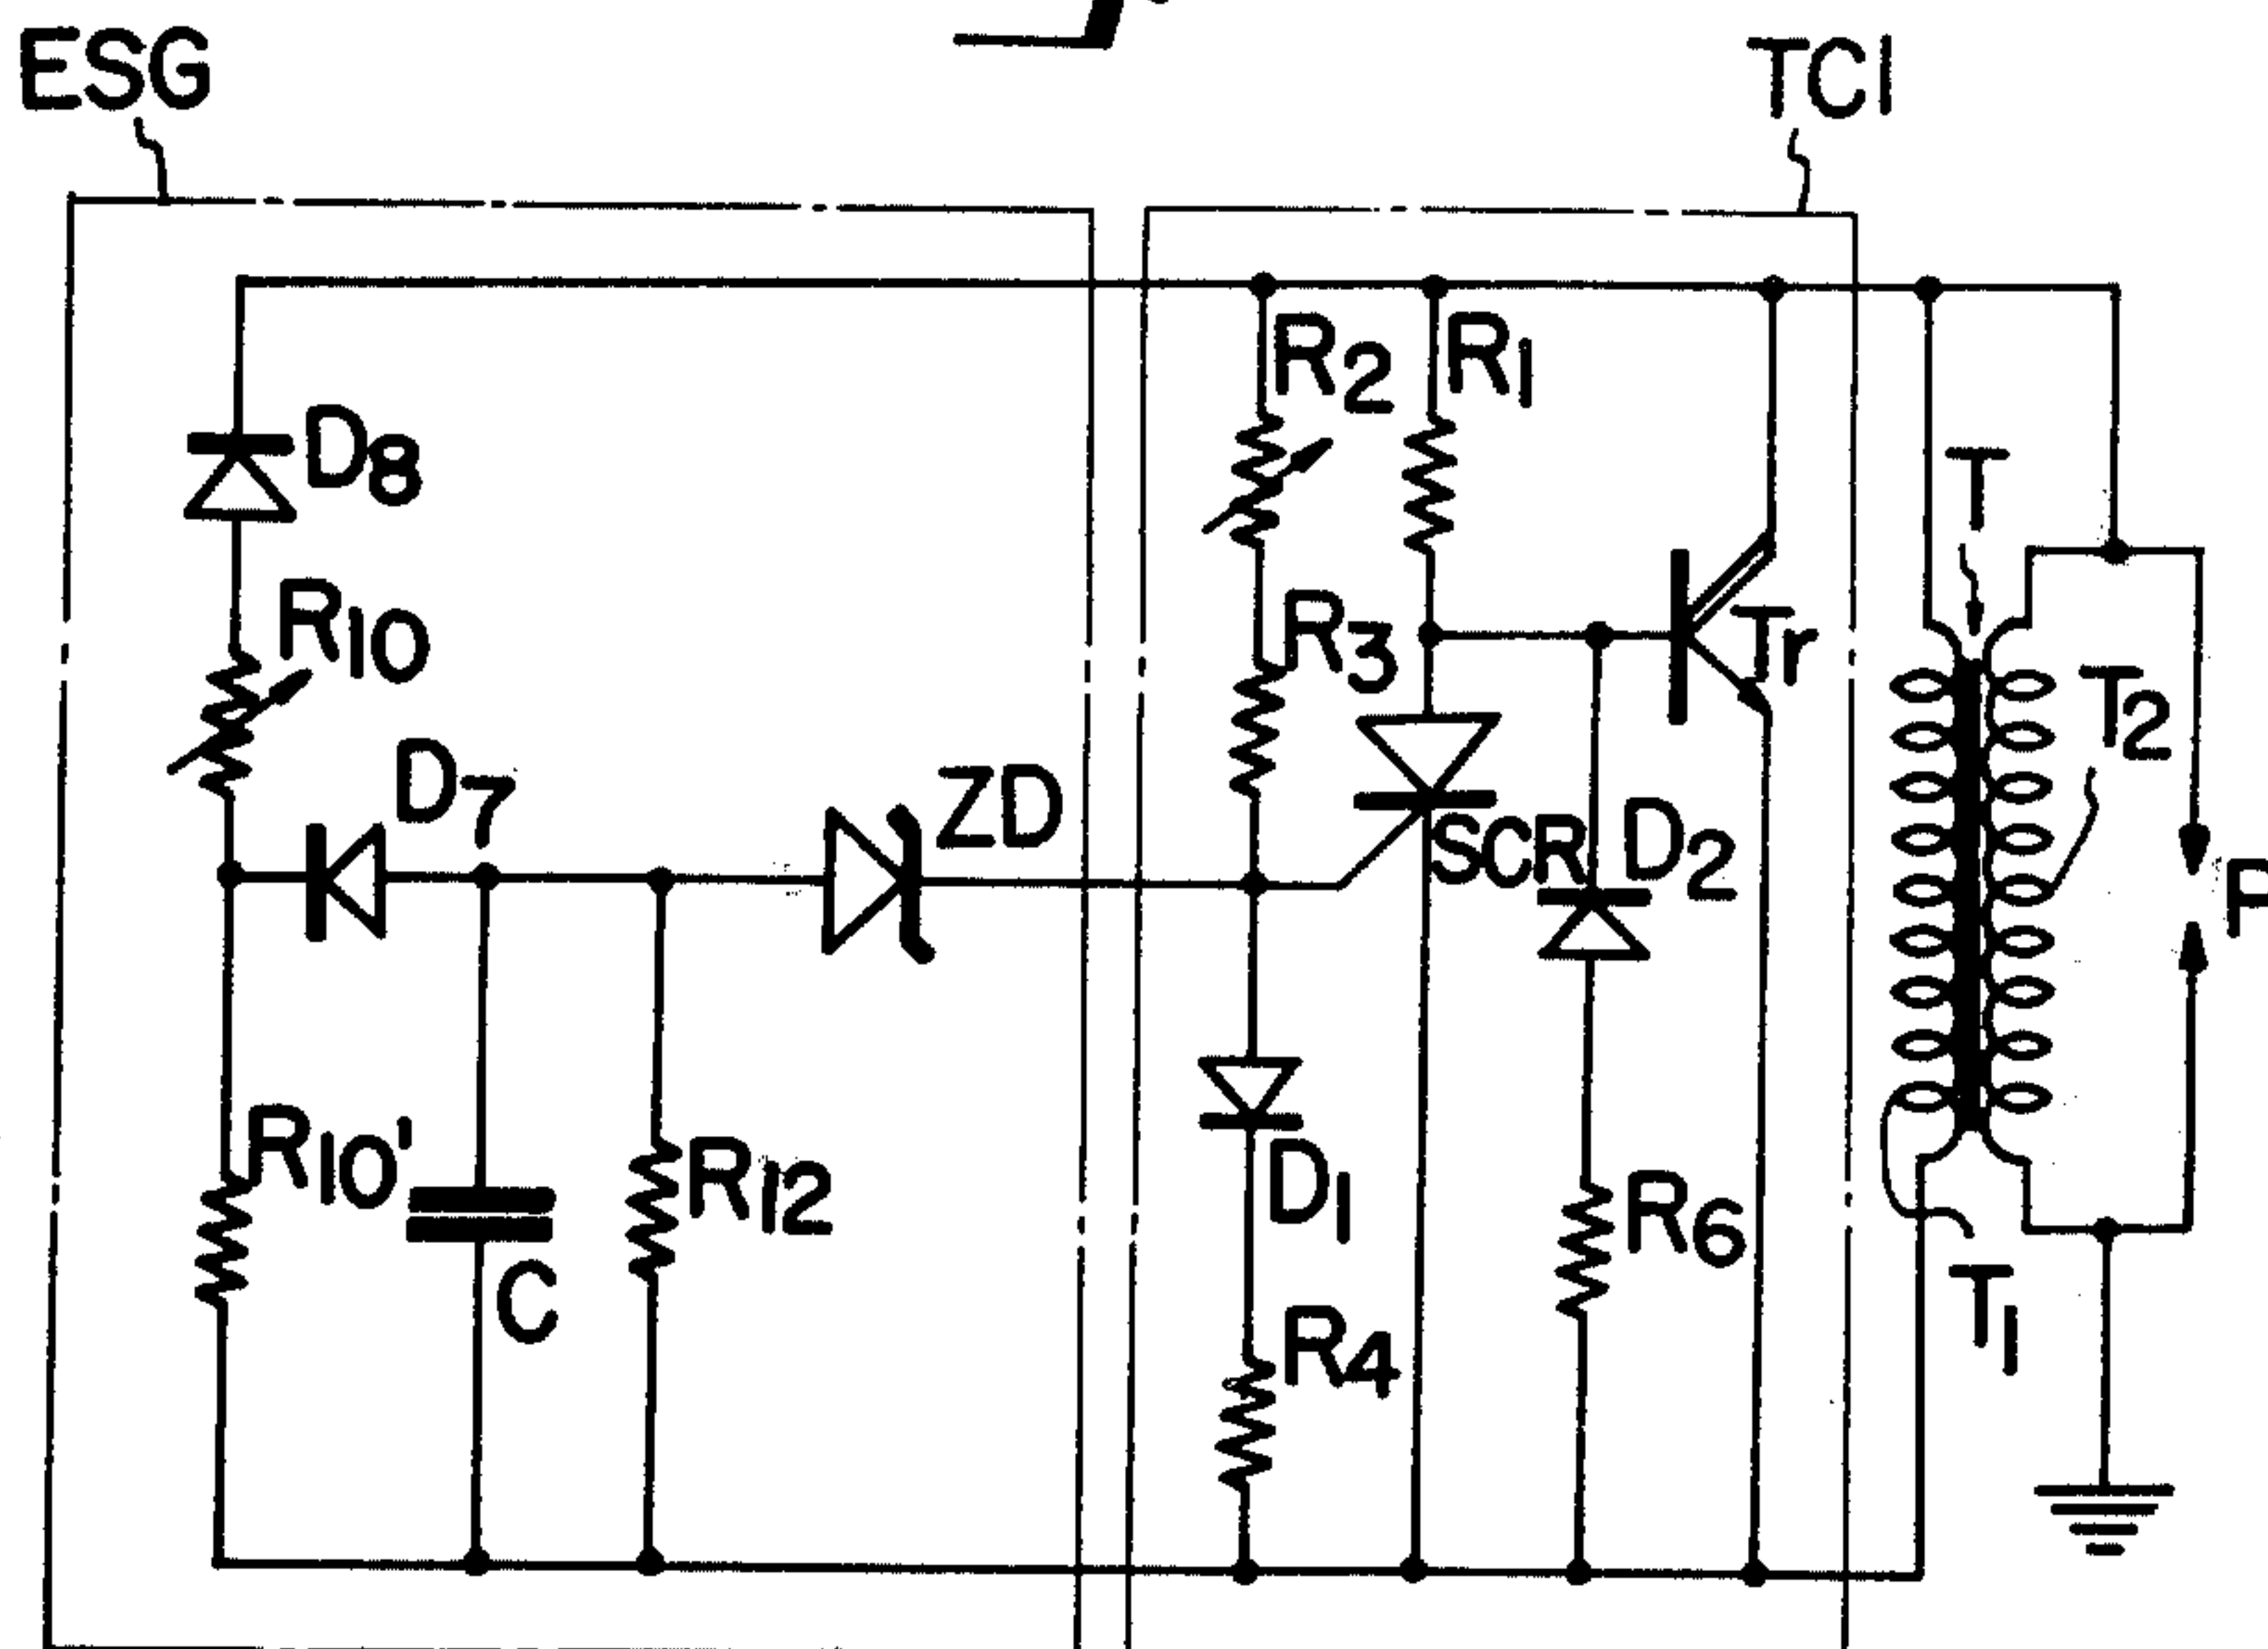 ESG
TCI
R2
R1
D8
T
R10
R3
Tr
T2
D7
ZD
SCR
D2
P
R10'
R12
D1
R6
C
T1
R4